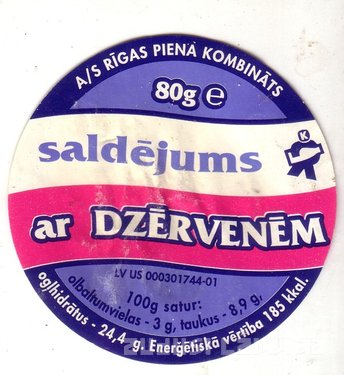 A/S RĪGAS PIENA KOMBINĀTS
80g e
K
saldējums
ar DZĒRVENĒM
LV US 000301744-01
100g satur:
olbaltumvielas - 3 g, taukus - 8,9 g,
ogļhidrātus - 24,4 g. Enerģētiskā vērtība 185 kkal.